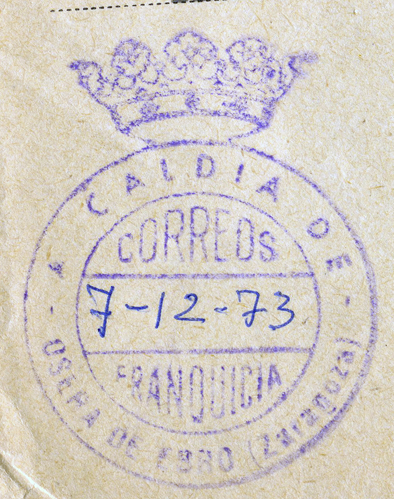 - A CALDIA DE -
CORREOS
7-12-73
FRANQUICIA
OSERA DE EBRO (Zaragoza)